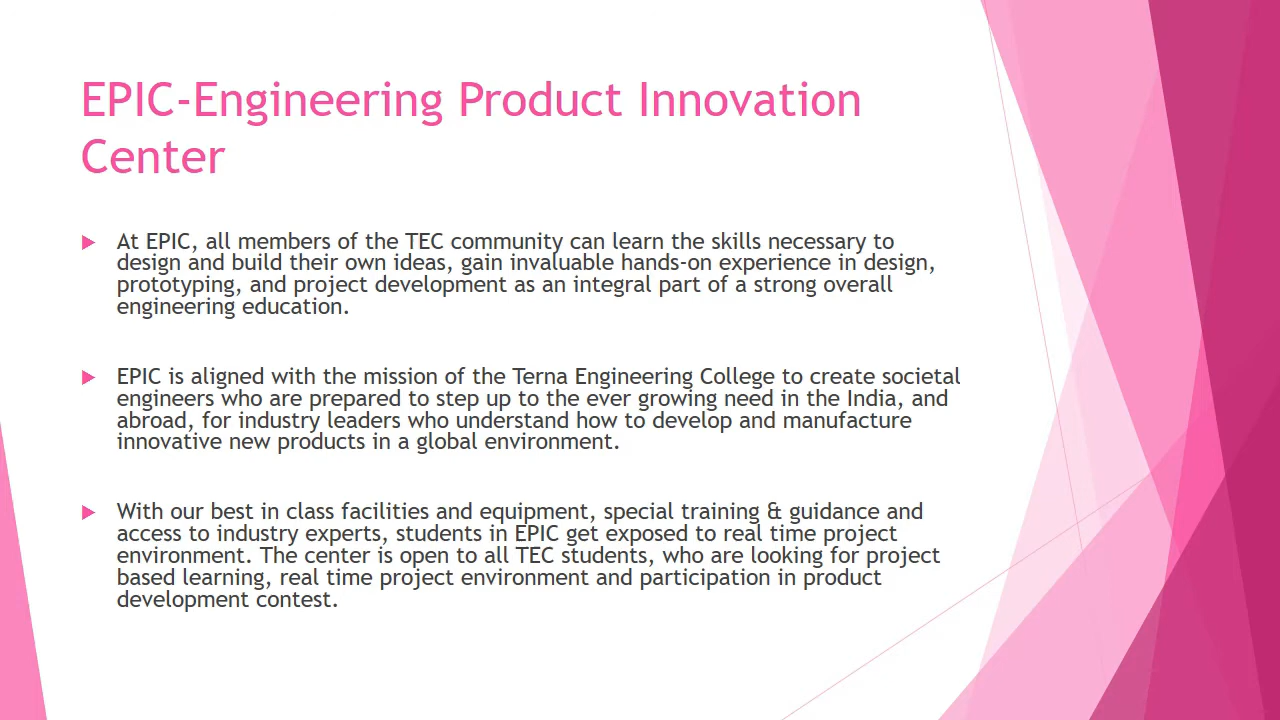 EPIC-Engineering Product Innovation
Center
At EPIC, all members of the TEC community can learn the skills necessary to
design and build their own ideas, gain invaluable hands-on experience in design,
prototyping, and project development as an integral part of a strong overall
engineering education.
EPIC is aligned with the mission of the Terna Engineering College to create societal
engineers who are prepared to step up to the ever growing need in the India, and
abroad, for industry leaders who understand how to develop and manufacture
innovative new products in a global environment.
With our best in class facilities and equipment, special training & guidance and
access to industry experts, students in EPIC get exposed to real time project
environment. The center is open to all TEC students, who are looking for project
based learning, real time project environment and participation in product
development contest.